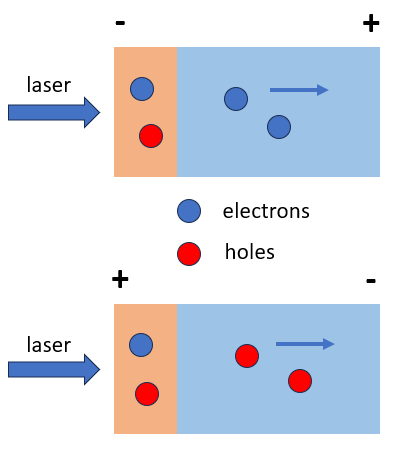 - +
laser
electrons
holes
+ -
laser